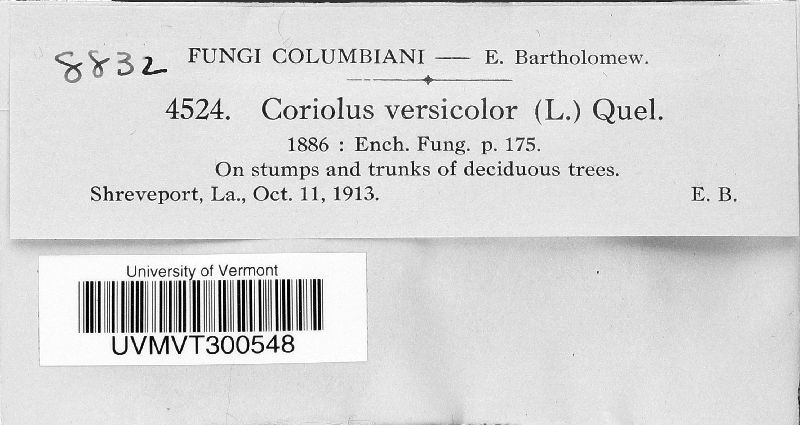 8832 FUNGI COLUMBIANI — E. Bartholomew.
4524. Coriolus versicolor (L.) Quel.
1886 : Ench. Fung. p. 175.
On stumps and trunks of deciduous trees.
Shreveport, La., Oct. 11, 1913. E. B.
University of Vermont
UVMVT300548